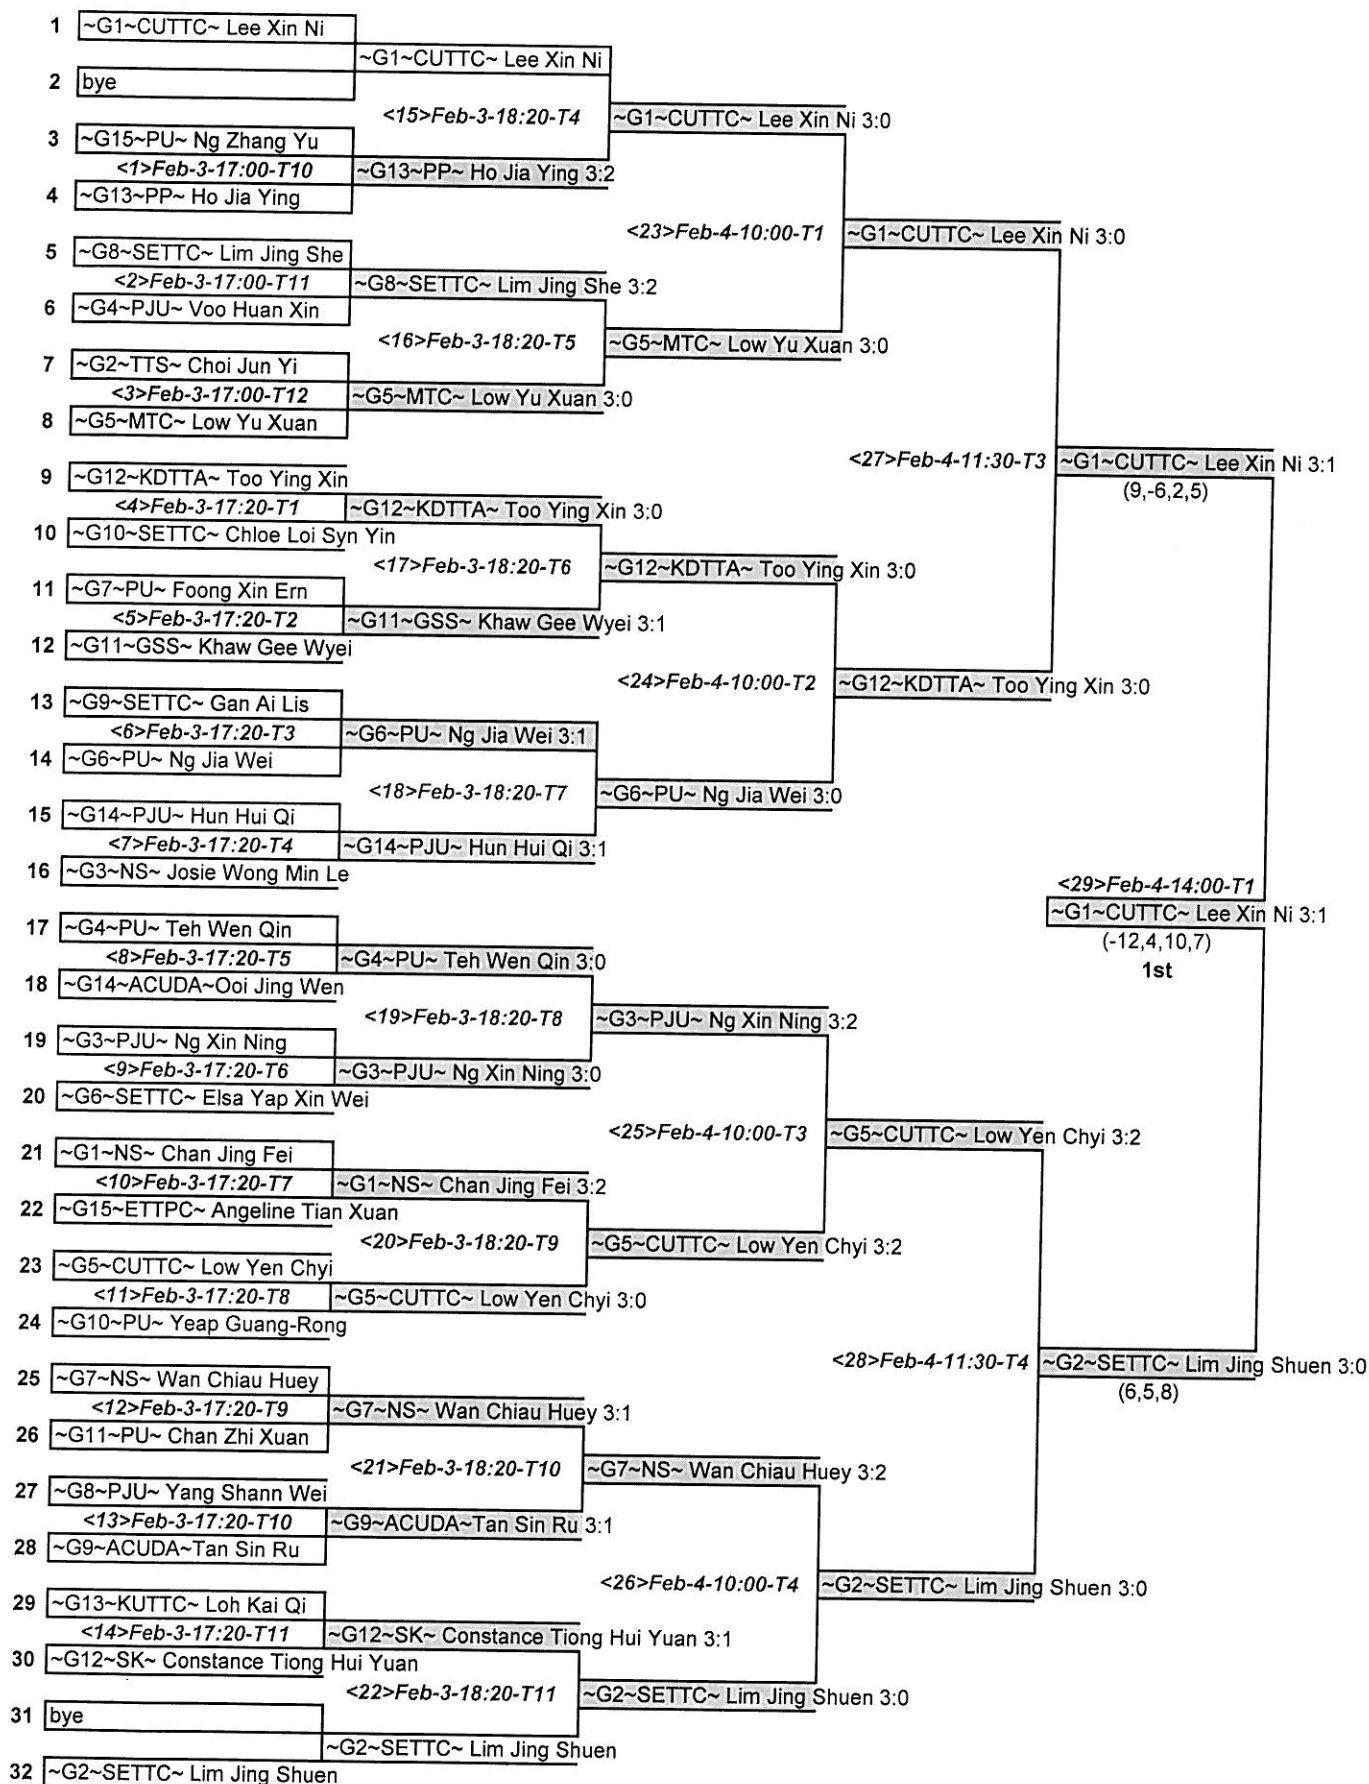 1 ~G1~CUTTC~ Lee Xin Ni
~G1~CUTTC~ Lee Xin Ni
2 bye
<15>Feb-3-18:20-T4
~G1~CUTTC~ Lee Xin Ni 3:0
3 ~G15~PU~ Ng Zhang Yu
<1>Feb-3-17:00-T10
~G13~PP~ Ho Jia Ying 3:2
4 ~G13~PP~ Ho Jia Ying
<23>Feb-4-10:00-T1
~G1~CUTTC~ Lee Xin Ni 3:0
5 ~G8~SETTC~ Lim Jing She
<2>Feb-3-17:00-T11
~G8~SETTC~ Lim Jing She 3:2
6 ~G4~PJU~ Voo Huan Xin
<16>Feb-3-18:20-T5
~G5~MTC~ Low Yu Xuan 3:0
7 ~G2~TTS~ Choi Jun Yi
<3>Feb-3-17:00-T12
~G5~MTC~ Low Yu Xuan 3:0
8 ~G5~MTC~ Low Yu Xuan
<27>Feb-4-11:30-T3
~G1~CUTTC~ Lee Xin Ni 3:1
(9,-6,2,5)
9 ~G12~KDTTA~ Too Ying Xin
<4>Feb-3-17:20-T1
~G12~KDTTA~ Too Ying Xin 3:0
10 ~G10~SETTC~ Chloe Loi Syn Yin
<17>Feb-3-18:20-T6
~G12~KDTTA~ Too Ying Xin 3:0
11 ~G7~PU~ Foong Xin Ern
<5>Feb-3-17:20-T2
~G11~GSS~ Khaw Gee Wyei 3:1
12 ~G11~GSS~ Khaw Gee Wyei
<24>Feb-4-10:00-T2
~G12~KDTTA~ Too Ying Xin 3:0
13 ~G9~SETTC~ Gan Ai Lis
<6>Feb-3-17:20-T3
~G6~PU~ Ng Jia Wei 3:1
14 ~G6~PU~ Ng Jia Wei
<18>Feb-3-18:20-T7
~G6~PU~ Ng Jia Wei 3:0
15 ~G14~PJU~ Hun Hui Qi
<7>Feb-3-17:20-T4
~G14~PJU~ Hun Hui Qi 3:1
16 ~G3~NS~ Josie Wong Min Le
<29>Feb-4-14:00-T1
~G1~CUTTC~ Lee Xin Ni 3:1
(-12,4,10,7)
1st
17 ~G4~PU~ Teh Wen Qin
<8>Feb-3-17:20-T5
~G4~PU~ Teh Wen Qin 3:0
18 ~G14~ACUDA~Ooi Jing Wen
<19>Feb-3-18:20-T8
~G3~PJU~ Ng Xin Ning 3:2
19 ~G3~PJU~ Ng Xin Ning
<9>Feb-3-17:20-T6
~G3~PJU~ Ng Xin Ning 3:0
20 ~G6~SETTC~ Elsa Yap Xin Wei
<25>Feb-4-10:00-T3
~G5~CUTTC~ Low Yen Chyi 3:2
21 ~G1~NS~ Chan Jing Fei
<10>Feb-3-17:20-T7
~G1~NS~ Chan Jing Fei 3:2
22 ~G15~ETTPC~ Angeline Tian Xuan
<20>Feb-3-18:20-T9
~G5~CUTTC~ Low Yen Chyi 3:2
23 ~G5~CUTTC~ Low Yen Chyi
<11>Feb-3-17:20-T8
~G5~CUTTC~ Low Yen Chyi 3:0
24 ~G10~PU~ Yeap Guang-Rong
<28>Feb-4-11:30-T4
~G2~SETTC~ Lim Jing Shuen 3:0
(6,5,8)
25 ~G7~NS~ Wan Chiau Huey
<12>Feb-3-17:20-T9
~G7~NS~ Wan Chiau Huey 3:1
26 ~G11~PU~ Chan Zhi Xuan
<21>Feb-3-18:20-T10
~G7~NS~ Wan Chiau Huey 3:2
27 ~G8~PJU~ Yang Shann Wei
<13>Feb-3-17:20-T10
~G9~ACUDA~Tan Sin Ru 3:1
28 ~G9~ACUDA~Tan Sin Ru
<26>Feb-4-10:00-T4
~G2~SETTC~ Lim Jing Shuen 3:0
29 ~G13~KUTTC~ Loh Kai Qi
<14>Feb-3-17:20-T11
~G12~SK~ Constance Tiong Hui Yuan 3:1
30 ~G12~SK~ Constance Tiong Hui Yuan
<22>Feb-3-18:20-T11
~G2~SETTC~ Lim Jing Shuen 3:0
31 bye
~G2~SETTC~ Lim Jing Shuen
32 ~G2~SETTC~ Lim Jing Shuen